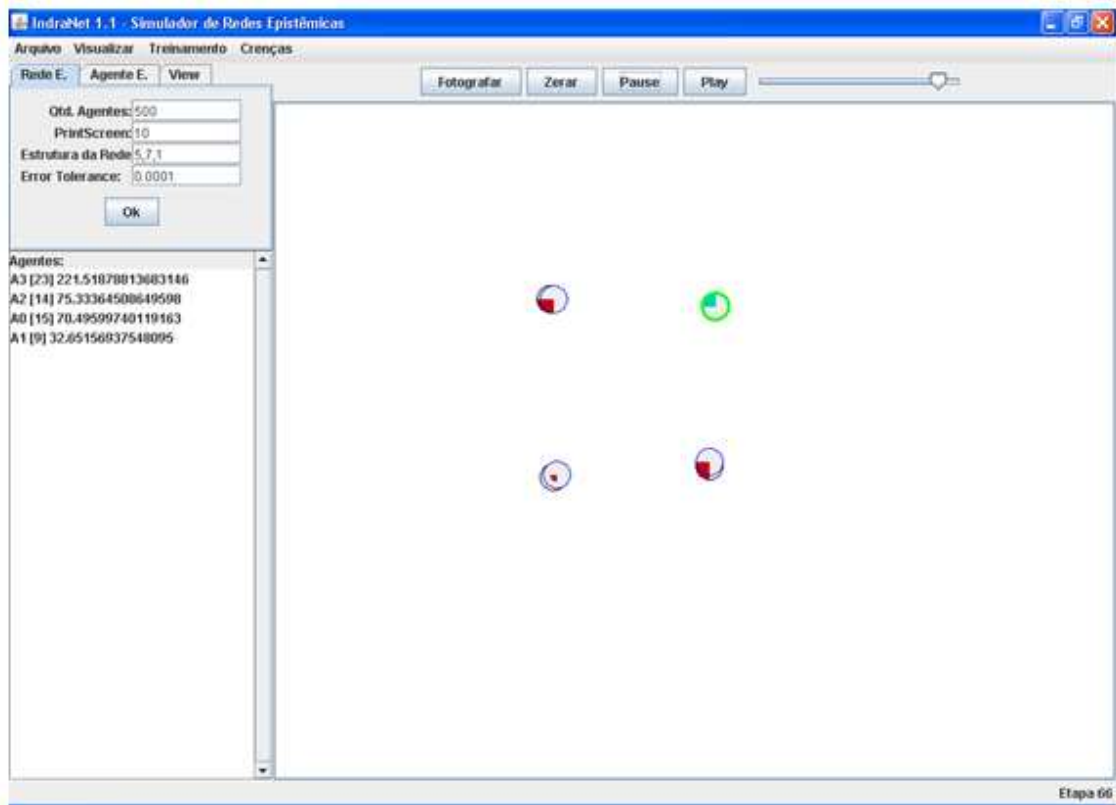 IndraNet 1.1 - Simulador de Redes Epistêmicas
Arquivo Visualizar Treinamento Crenças
Rede E. Agente E. View
Fotografar Zerar Pause Play
Qtd. Agentes: 500
PrintScreen: 10
Estrutura da Rede 5,7,1
Error Tolerance: 0.0001
Ok
Agentes:
A3 [23] 221.51878813683146
A2 [14] 75.33364508649598
A0 [15] 70.49599740119163
A1 [9] 32.65156937548095
Etapa 66